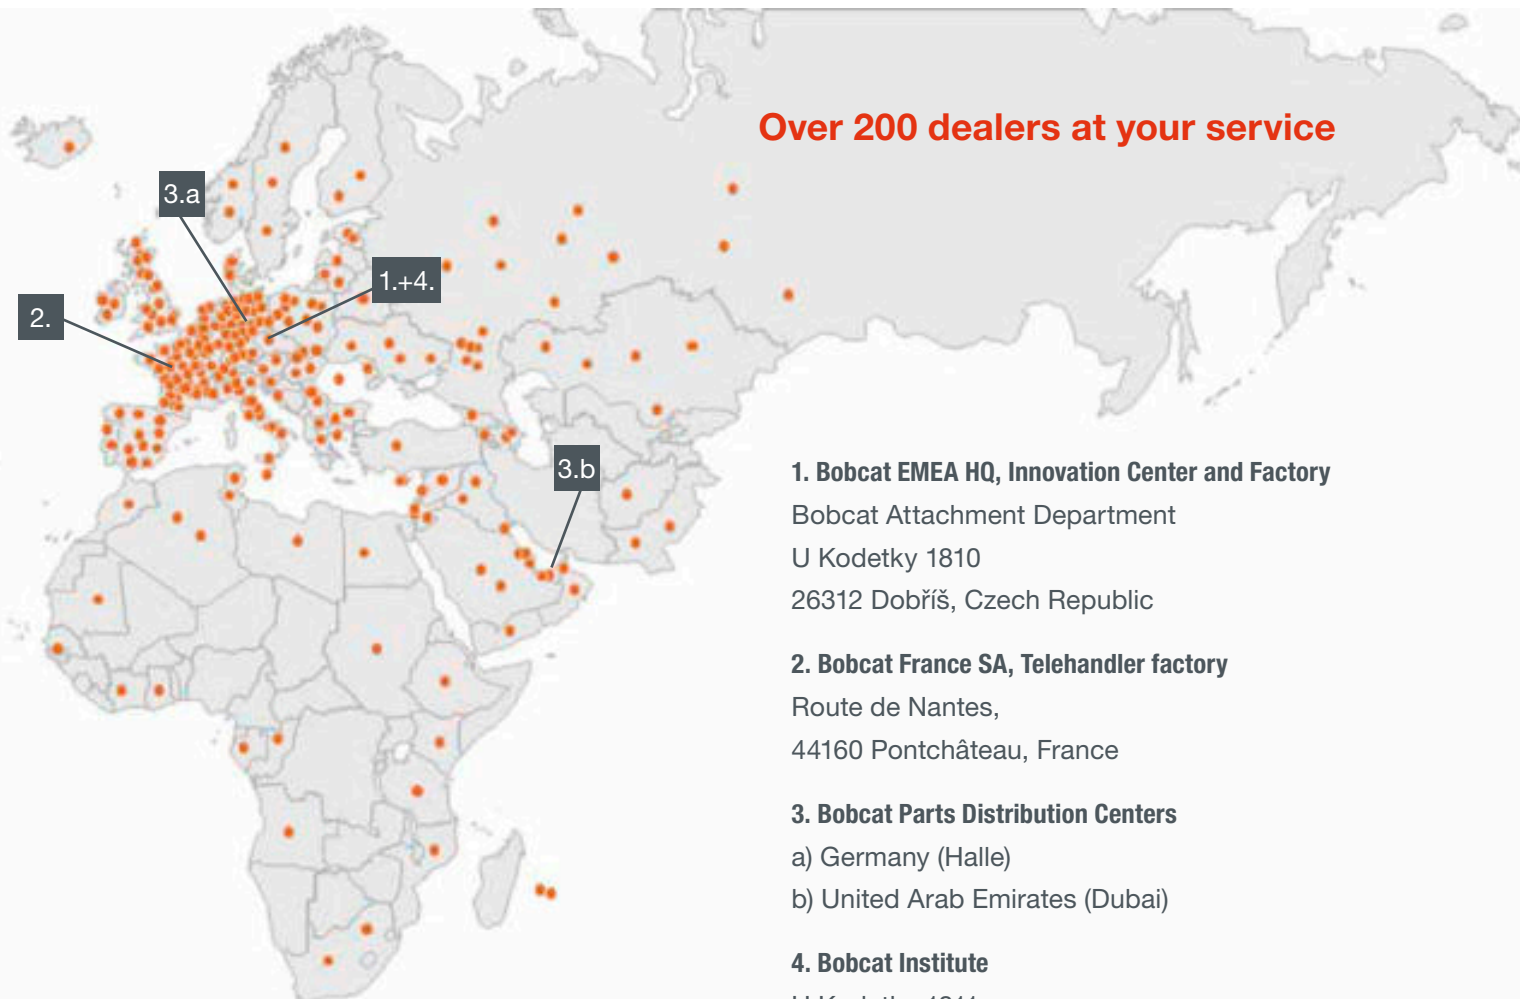 Over 200 dealers at your service
3.a
1.+4.
2.
3.b
1. Bobcat EMEA HQ, Innovation Center and Factory
Bobcat Attachment Department
U Kodetky 1810
26312 Dobříš, Czech Republic
2. Bobcat France SA, Telehandler factory
Route de Nantes,
44160 Pontchâteau, France
3. Bobcat Parts Distribution Centers
a) Germany (Halle)
b) United Arab Emirates (Dubai)
4. Bobcat Institute